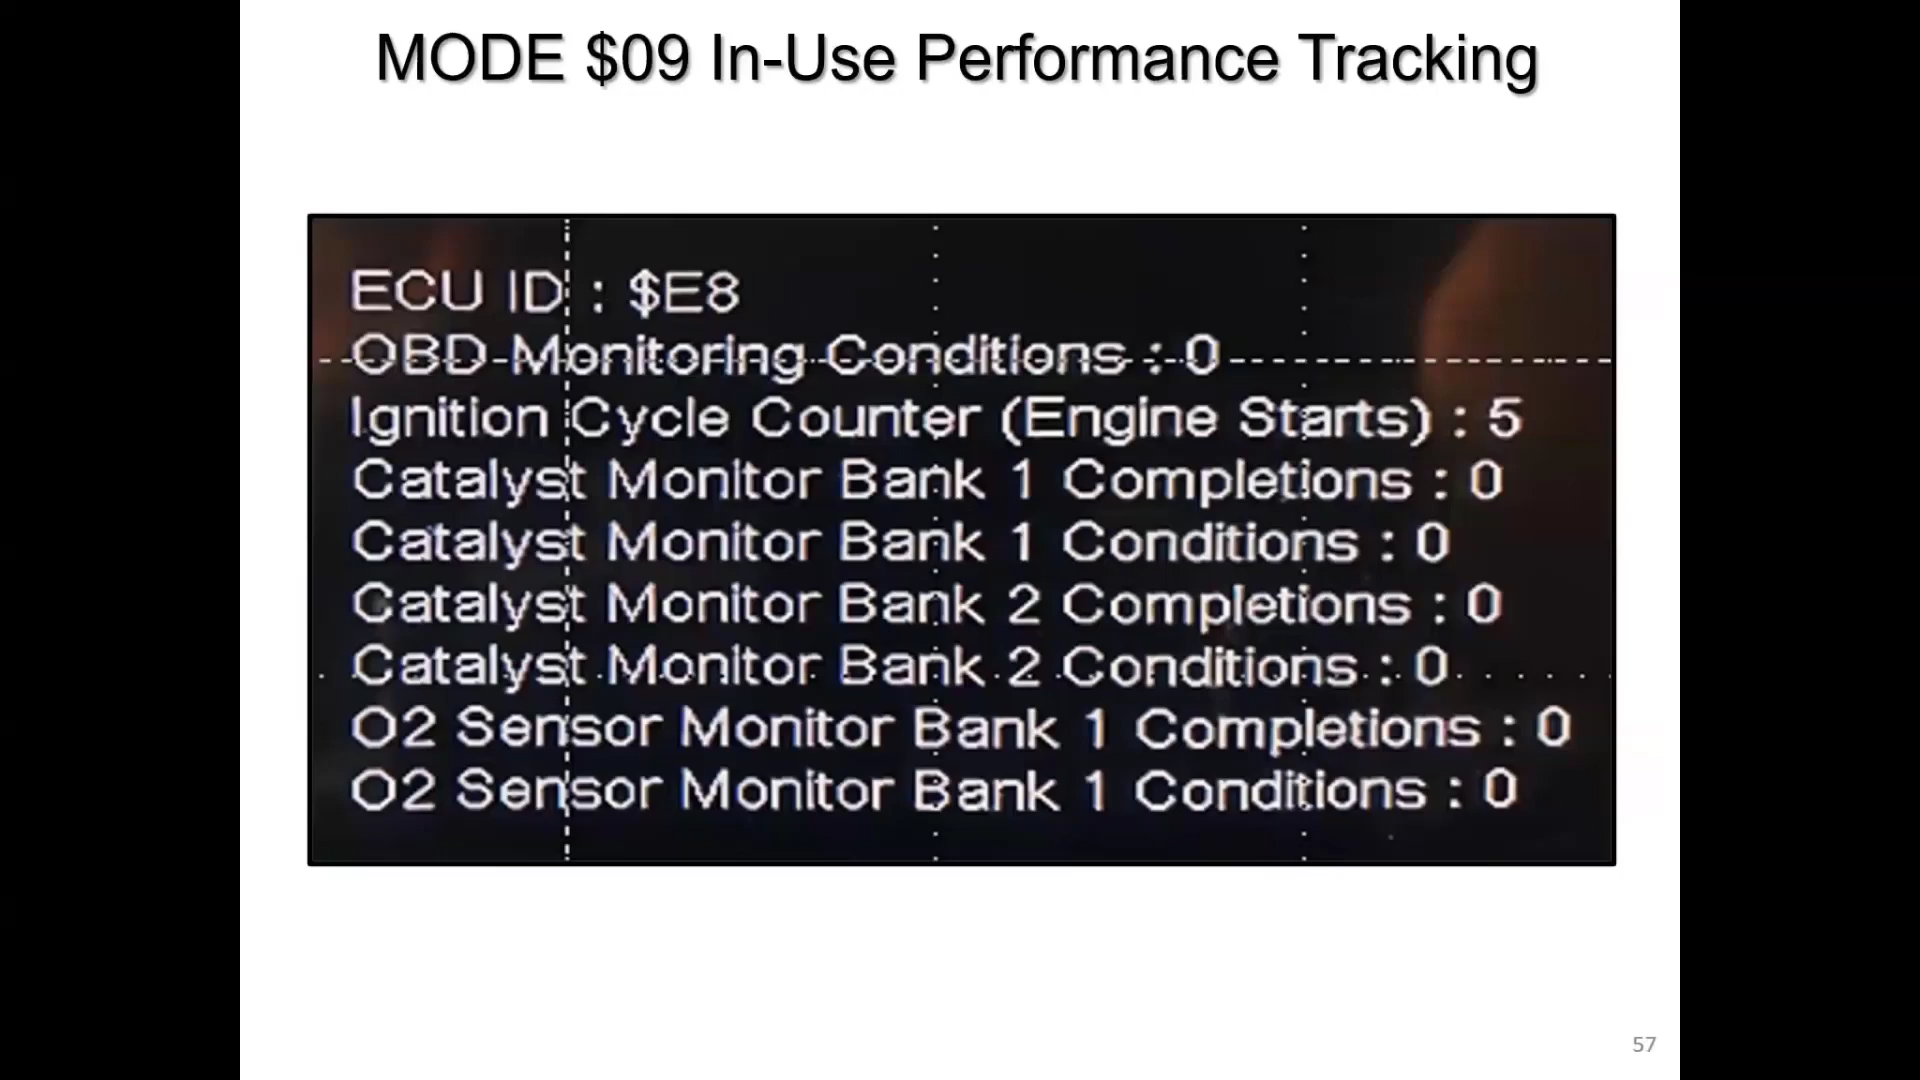 MODE $09 In-Use Performance Tracking
ECU ID : $E8
OBD Monitoring Conditions : 0
Ignition Cycle Counter (Engine Starts) : 5
Catalyst Monitor Bank 1 Completions : 0
Catalyst Monitor Bank 1 Conditions : 0
Catalyst Monitor Bank 2 Completions : 0
Catalyst Monitor Bank 2 Conditions : 0
O2 Sensor Monitor Bank 1 Completions : 0
O2 Sensor Monitor Bank 1 Conditions : 0
57